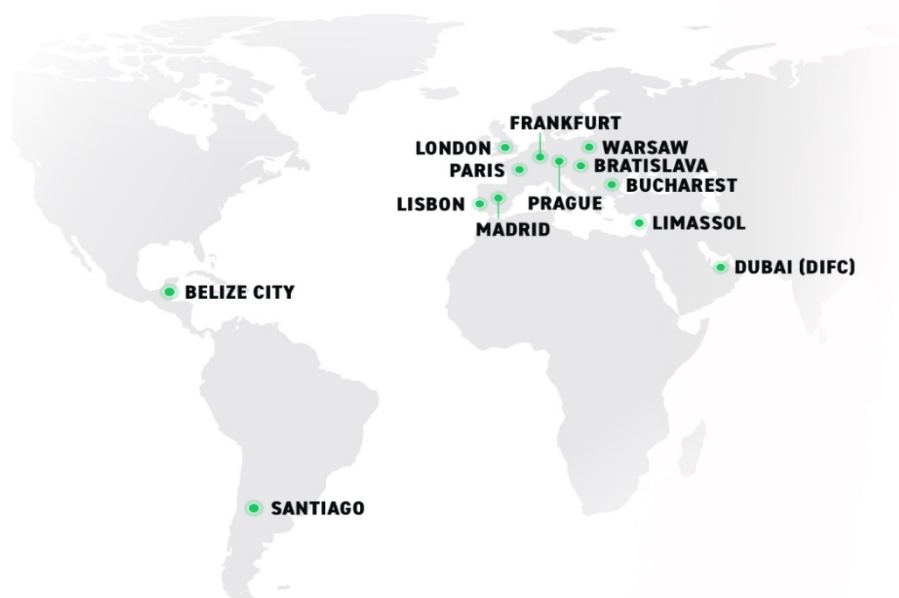 FRANKFURT
LONDON
WARSAW
PARIS
BRATISLAVA
BUCHAREST
LISBON
PRAGUE
MADRID
LIMASSOL
DUBAI (DIFC)
BELIZE CITY
SANTIAGO